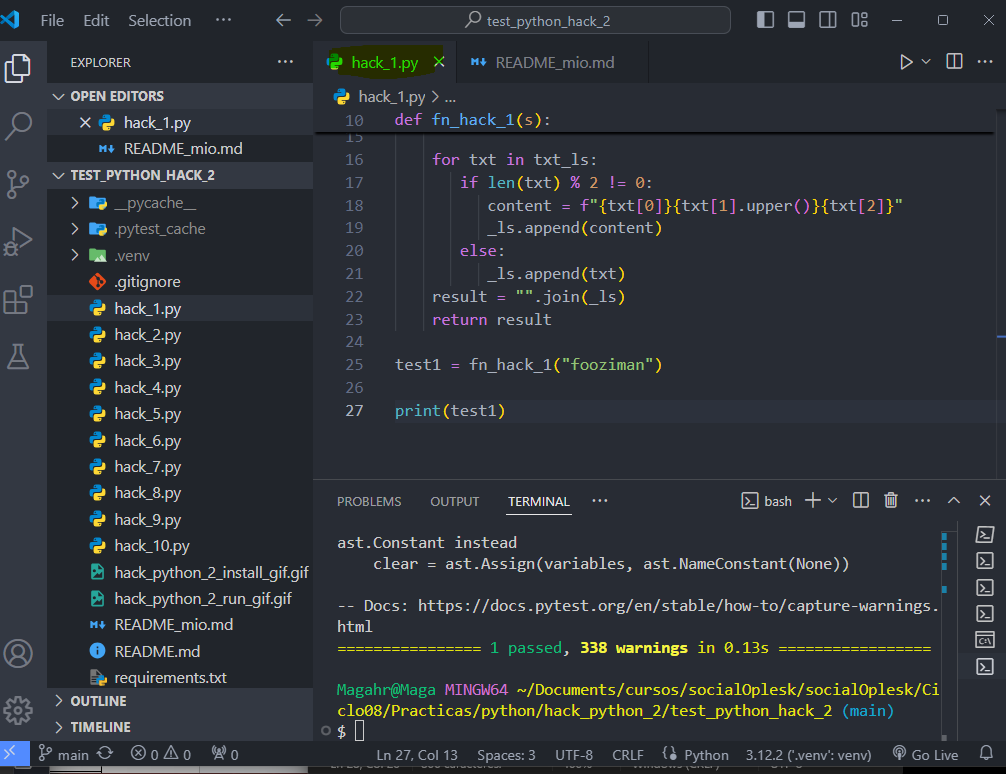 File Edit Selection ··· test_python_hack_2
EXPLORER ···
OPEN EDITORS
hack_1.py
README_mio.md
TEST_PYTHON_HACK_2
__pycache__
.pytest_cache
.venv
.gitignore
hack_1.py
hack_2.py
hack_3.py
hack_4.py
hack_5.py
hack_6.py
hack_7.py
hack_8.py
hack_9.py
hack_10.py
hack_python_2_install_gif.gif
hack_python_2_run_gif.gif
README_mio.md
README.md
requirements.txt
OUTLINE
TIMELINE
hack_1.py README_mio.md ···
hack_1.py > ...
10 def fn_hack_1(s):
15
16 for txt in txt_ls:
17 if len(txt) % 2 != 0:
18 content = f"{txt[0]}{txt[1].upper()}{txt[2]}"
19 _ls.append(content)
20 else:
21 _ls.append(txt)
22 result = "".join(_ls)
23 return result
24
25 test1 = fn_hack_1("fooziman")
26
27 print(test1)
PROBLEMS OUTPUT TERMINAL ··· bash ···
ast.Constant instead
clear = ast.Assign(variables, ast.NameConstant(None))
-- Docs: https://docs.pytest.org/en/stable/how-to/capture-warnings.
html
================ 1 passed, 338 warnings in 0.13s =================
Magahr@Maga MINGW64 ~/Documents/cursos/socialOplesk/socialOplesk/Ci
clo08/Practicas/python/hack_python_2/test_python_hack_2 (main)
$
main 0 0 0 Ln 27, Col 13 Spaces: 3 UTF-8 CRLF Python 3.12.2 ('.venv': venv) Go Live